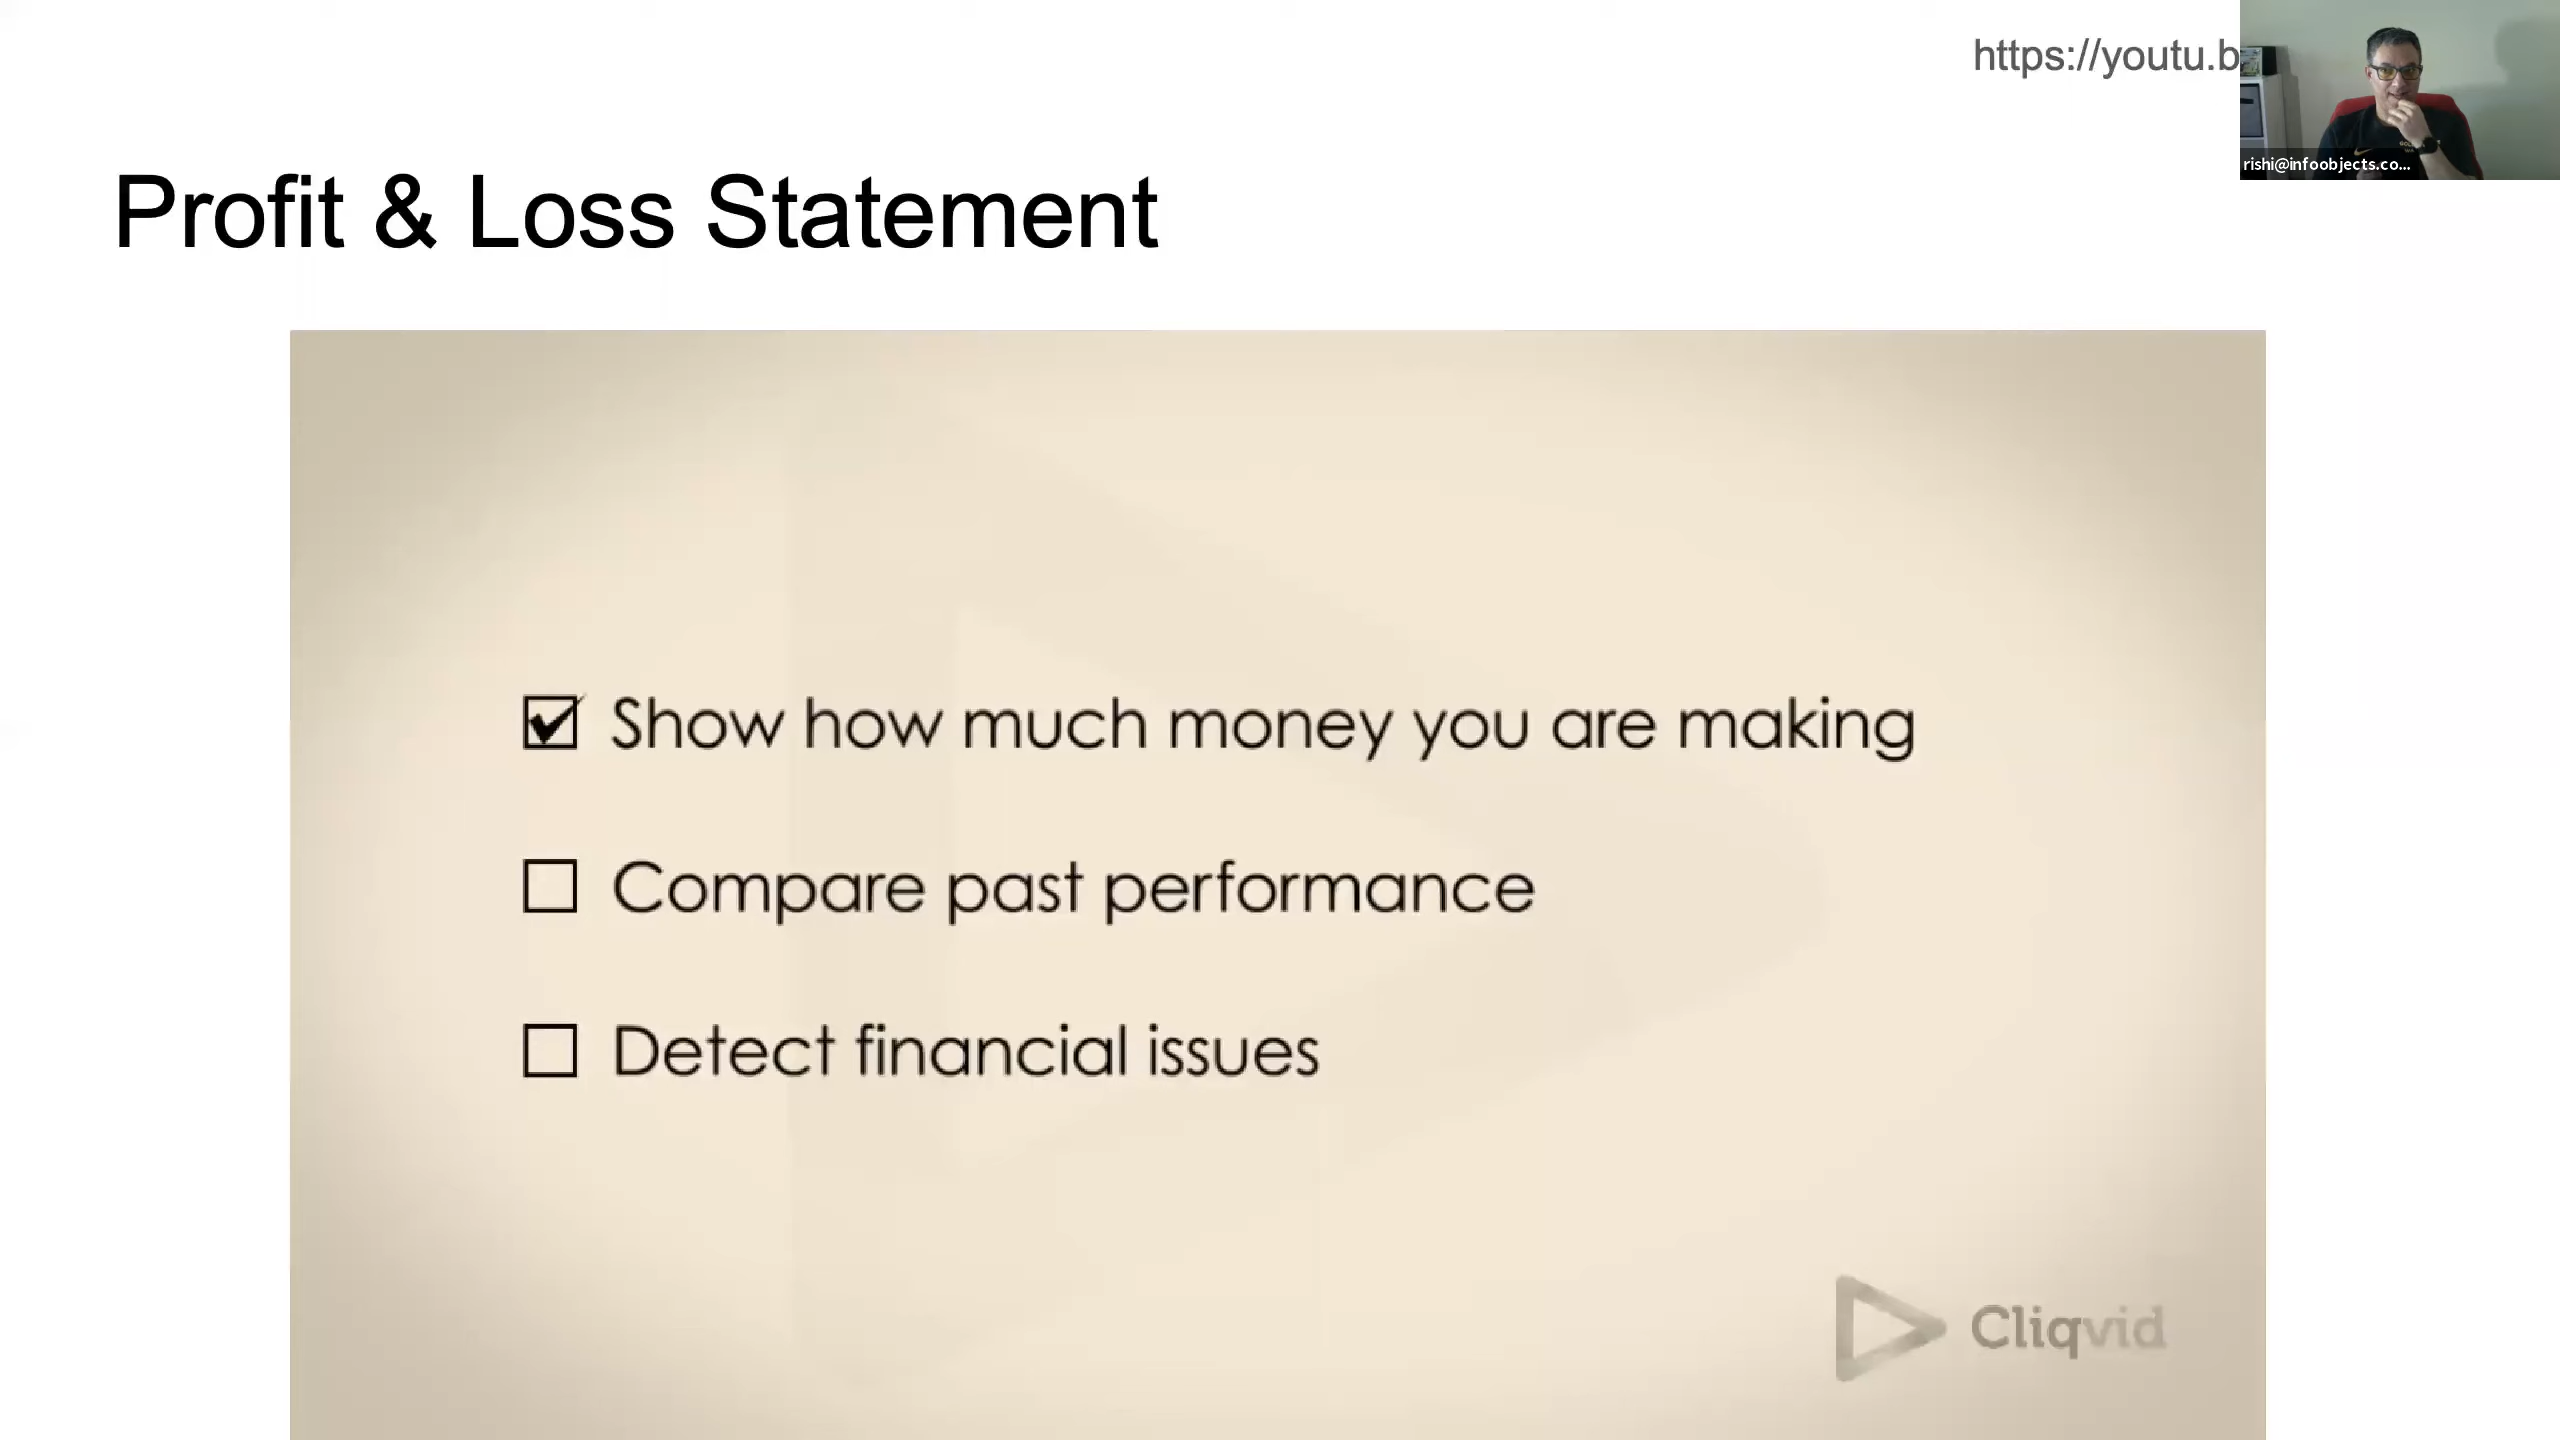 https://youtu.b
rishi@infoobjects.co...
Profit & Loss Statement
Show how much money you are making
Compare past performance
Detect financial issues
Cliqvid